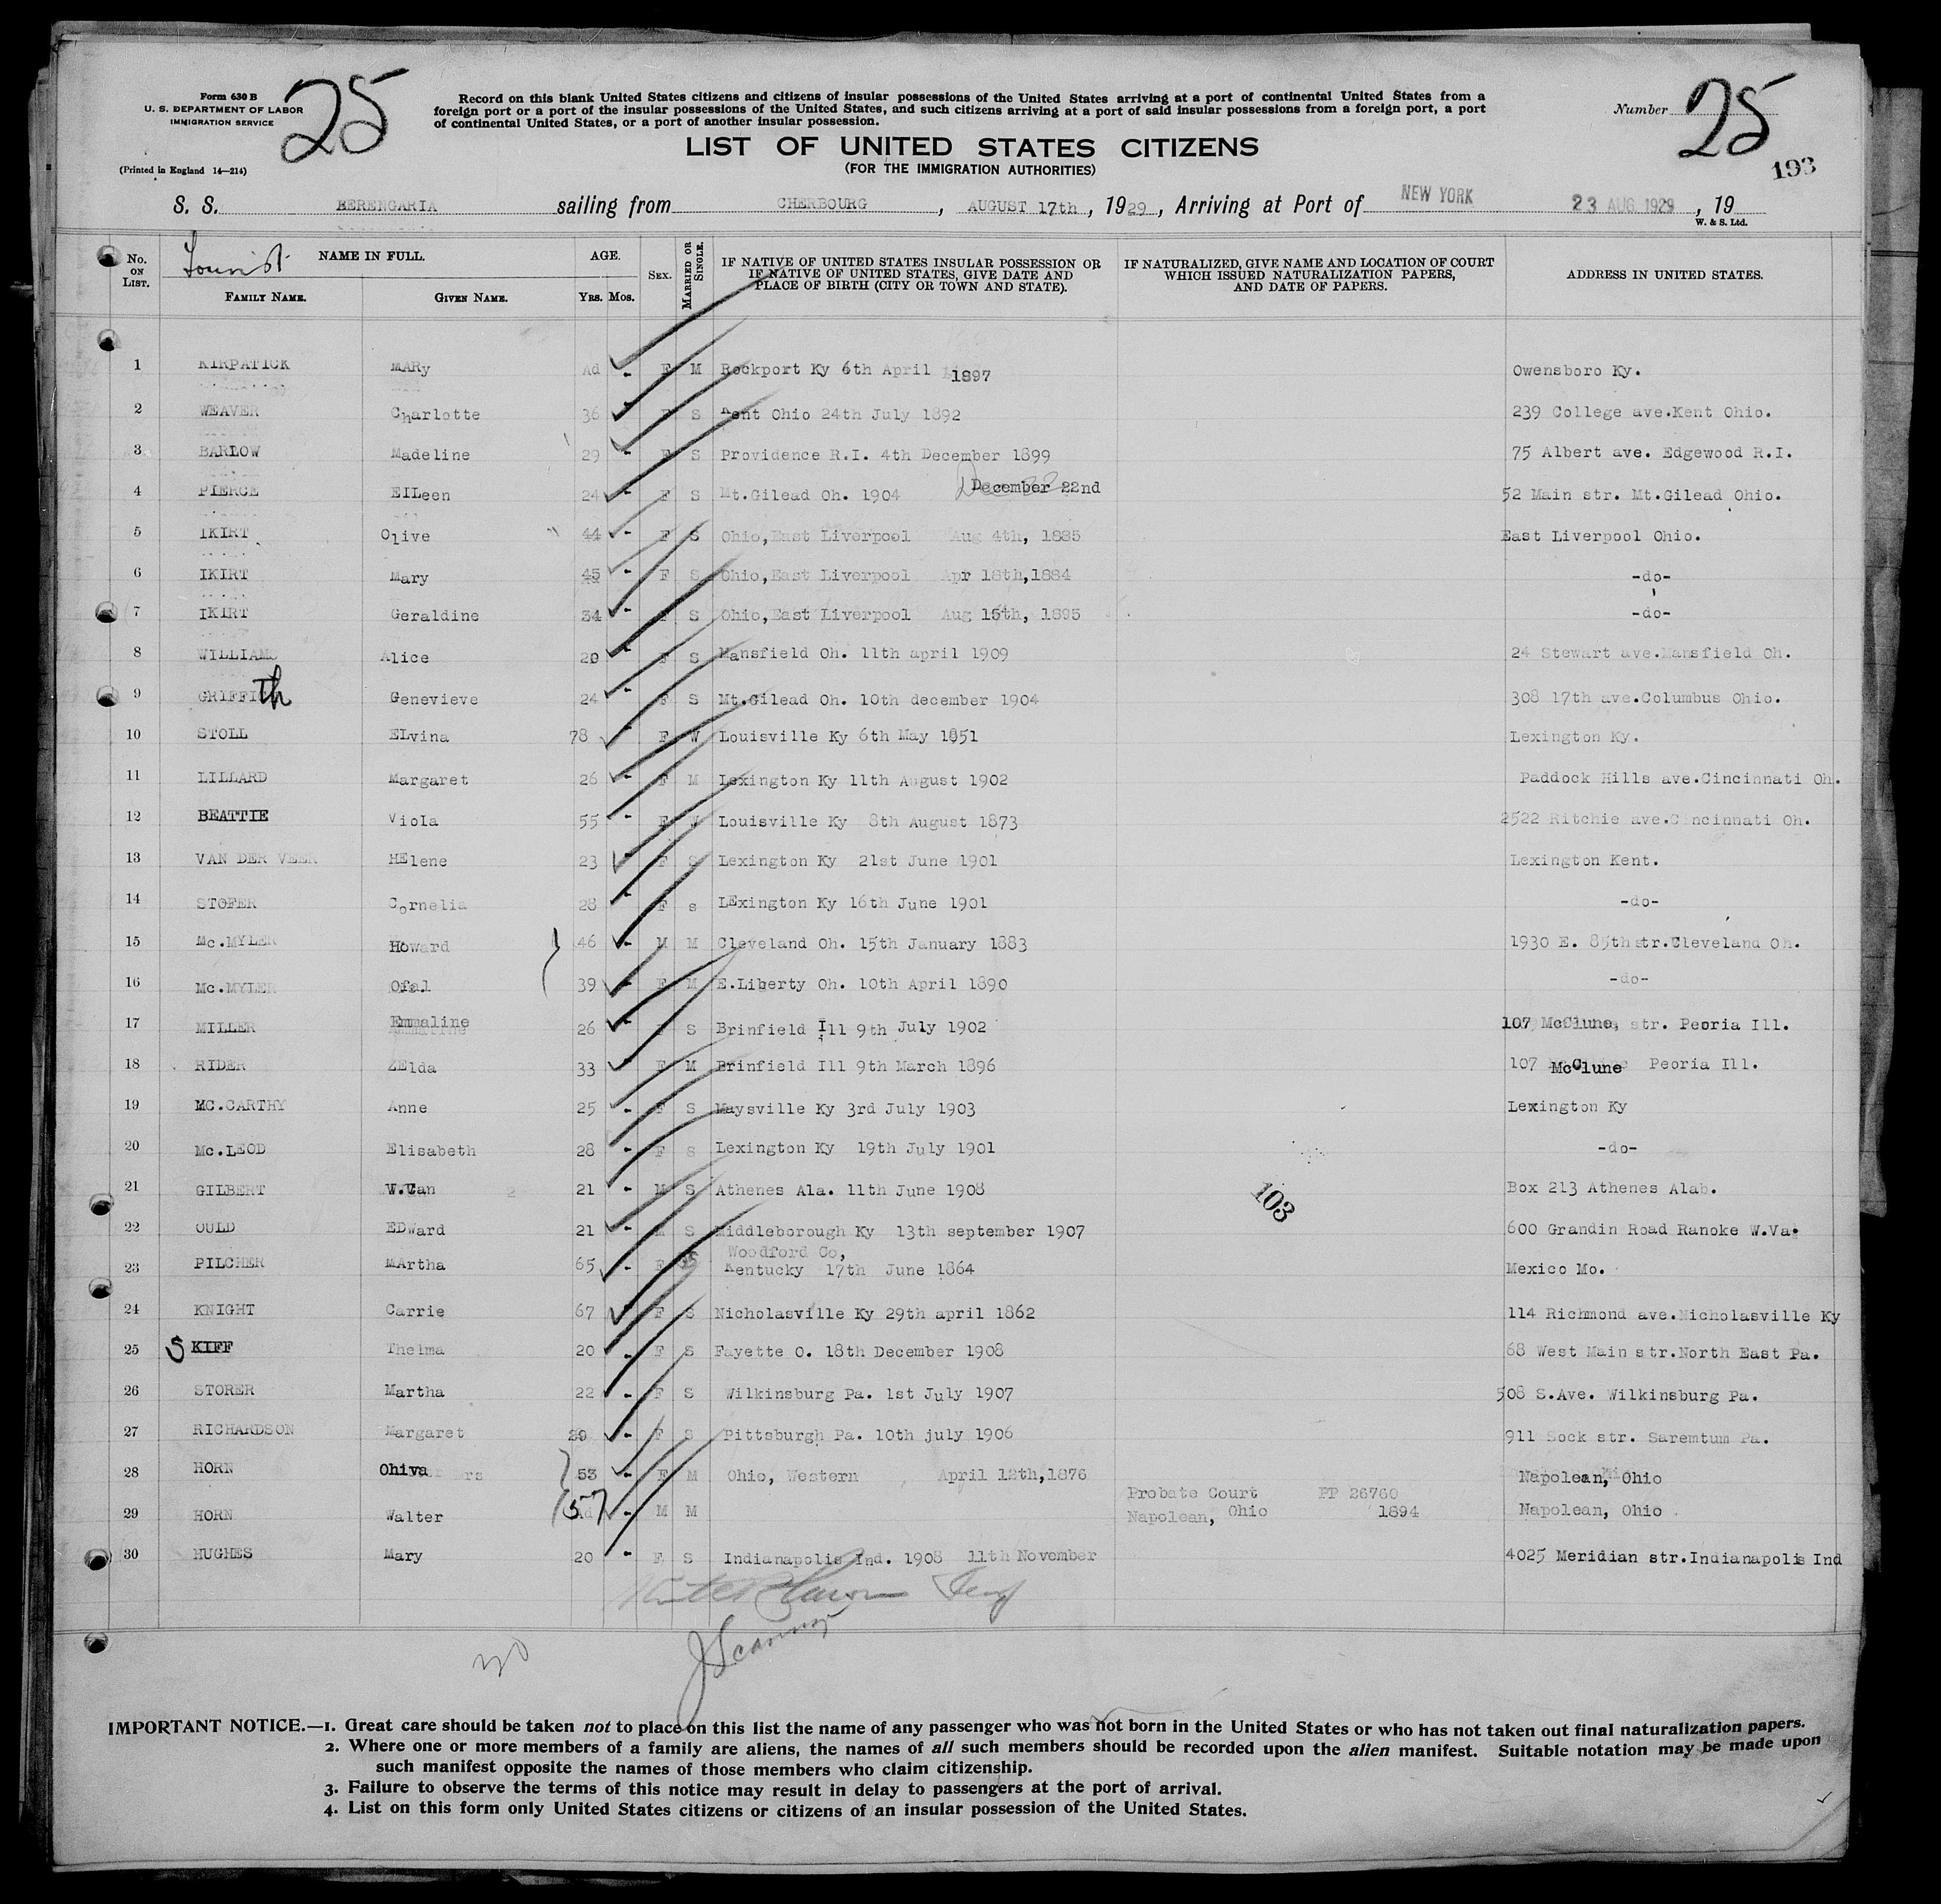 Form 630 B
U. S. DEPARTMENT OF LABOR
IMMIGRATION SERVICE
(Printed in England 14—214)
25
Record on this blank United States citizens and citizens of insular possessions of the United States arriving at a port of continental United States from a
foreign port or a port of the insular possessions of the United States, and such citizens arriving at a port of said insular possessions from a foreign port, a port
of continental United States, or a port of another insular possession.
Number 25
193
LIST OF UNITED STATES CITIZENS
(FOR THE IMMIGRATION AUTHORITIES)
S. S. BERENGARIA sailing from CHERBOURG, AUGUST 17th, 1929, Arriving at Port of NEW YORK 23 AUG 1929, 19
W. & S. Ltd.
No. ON LIST. Tourist NAME IN FULL. FAMILY NAME. GIVEN NAME. AGE. YRS. MOS. SEX. MARRIED OR SINGLE. IF NATIVE OF UNITED STATES INSULAR POSSESSION OR IF NATIVE OF UNITED STATES, GIVE DATE AND PLACE OF BIRTH (CITY OR TOWN AND STATE). IF NATURALIZED, GIVE NAME AND LOCATION OF COURT WHICH ISSUED NATURALIZATION PAPERS, AND DATE OF PAPERS. ADDRESS IN UNITED STATES.
1 KIRPATICK MARy Ad - F M Rockport Ky 6th April 1897 Owensboro Ky.
2 WEAVER Charlotte 36 - F S Kent Ohio 24th July 1892 239 College ave.Kent Ohio.
3 BARLOW Madeline 29 - F S Providence R.I. 4th December 1899 75 Albert ave. Edgewood R.I.
4 PIERCE EILeen 24 - F S Mt.Gilead Oh. 1904 December 22nd 52 Main str. Mt.Gilead Ohio.
5 IKIRT Olive 44 - F S Ohio,East Liverpool Aug 4th, 1885 East Liverpool Ohio.
6 IKIRT Mary 45 - F S Ohio,East Liverpool Apr 18th,1884 -do-
7 IKIRT Geraldine 34 - F S Ohio,East Liverpool Aug 15th, 1895 -do-
8 WILLIAMS Alice 20 - F S Mansfield Oh. 11th april 1909 24 Stewart ave.Mansfield Oh.
9 GRIFFITh Genevieve 24 - F S Mt.Gilead Oh. 10th december 1904 308 17th ave.Columbus Ohio.
10 STOLL ELvina 78 - F W Louisville Ky 6th May 1851 Lexington Ky.
11 LILLARD Margaret 26 - F M Lexington Ky 11th August 1902 Paddock Hills ave.Cincinnati Oh.
12 BEATTIE Viola 55 - F W Louisville Ky 8th August 1873 2522 Ritchie ave.Cincinnati Oh.
13 VAN DER VEER HElene 23 - F S Lexington Ky 21st June 1901 Lexington Kent.
14 STOFER Cornelia 28 - F s LExington Ky 16th June 1901 -do-
15 Mc.MYLER Howard 46 - M M Cleveland Oh. 15th January 1883 1930 E. 85thstr.Cleveland Oh.
16 Mc.MYLER Ofal 39 - F M E.Liberty Oh. 10th April 1890 -do-
17 MILLER Emmaline 26 - F S Brinfield Ill 9th July 1902 107 McClune, str. Peoria Ill.
18 RIDER ZElda 33 - F M Brinfield Ill 9th March 1896 107 McClune Peoria Ill.
19 MC.CARTHY Anne 25 - F S Maysville Ky 3rd July 1903 Lexington Ky
20 Mc.LEOD Elisabeth 28 - F S Lexington Ky 19th July 1901 -do-
21 GILBERT W.Can 21 - M S Athenes Ala. 11th June 1908 Box 213 Athenes Alab.
103
22 OULD EDward 21 - M S Middleborough Ky 13th september 1907 600 Grandin Road Ranoke W.Va.
23 PILCHER MArtha 65 - F S Woodford Co, Kentucky 17th June 1864 Mexico Mo.
24 KNIGHT Carrie 67 - F S Nicholasville Ky 29th april 1862 114 Richmond ave.Nicholasville Ky
25 SKIFF Thelma 20 - F S Fayette O. 18th December 1908 68 West Main str.North East Pa.
26 STORER Martha 22 - F S Wilkinsburg Pa. 1st July 1907 508 S.Ave. Wilkinsburg Pa.
27 RICHARDSON Margaret - F S Pittsburgh Pa. 10th july 1906 911 Bock str. Saremtum Pa.
28 HORN Ohiva 53 - F M Ohio, Western April 12th,1876 Napolean, Ohio
29 HORN Walter 57 - M M Probate Court PP 26760 Napolean, Ohio 1894 Napolean, Ohio
30 HUGHES Mary 20 - F S Indianapolis Ind. 1908 11th November 4025 Meridian str.Indianapolis Ind
30
IMPORTANT NOTICE.—1. Great care should be taken not to place on this list the name of any passenger who was not born in the United States or who has not taken out final naturalization papers.
2. Where one or more members of a family are aliens, the names of all such members should be recorded upon the alien manifest. Suitable notation may be made upon
such manifest opposite the names of those members who claim citizenship.
3. Failure to observe the terms of this notice may result in delay to passengers at the port of arrival.
4. List on this form only United States citizens or citizens of an insular possession of the United States.